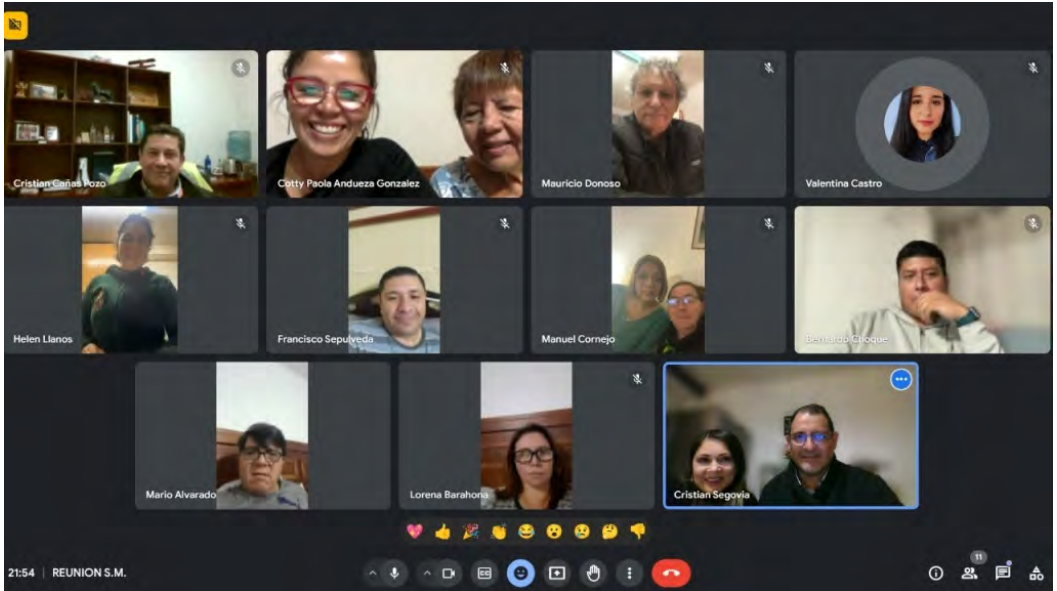 Cristian Cañas Pozo
Cotty Paola Andueza Gonzalez
Mauricio Donoso
Valentina Castro
Helen Llanos
Francisco Sepulveda
Manuel Cornejo
Bernardo Choque
Mario Alvarado
Lorena Barahona
Cristian Segovia
21:54 | REUNION S.M.
CC
11